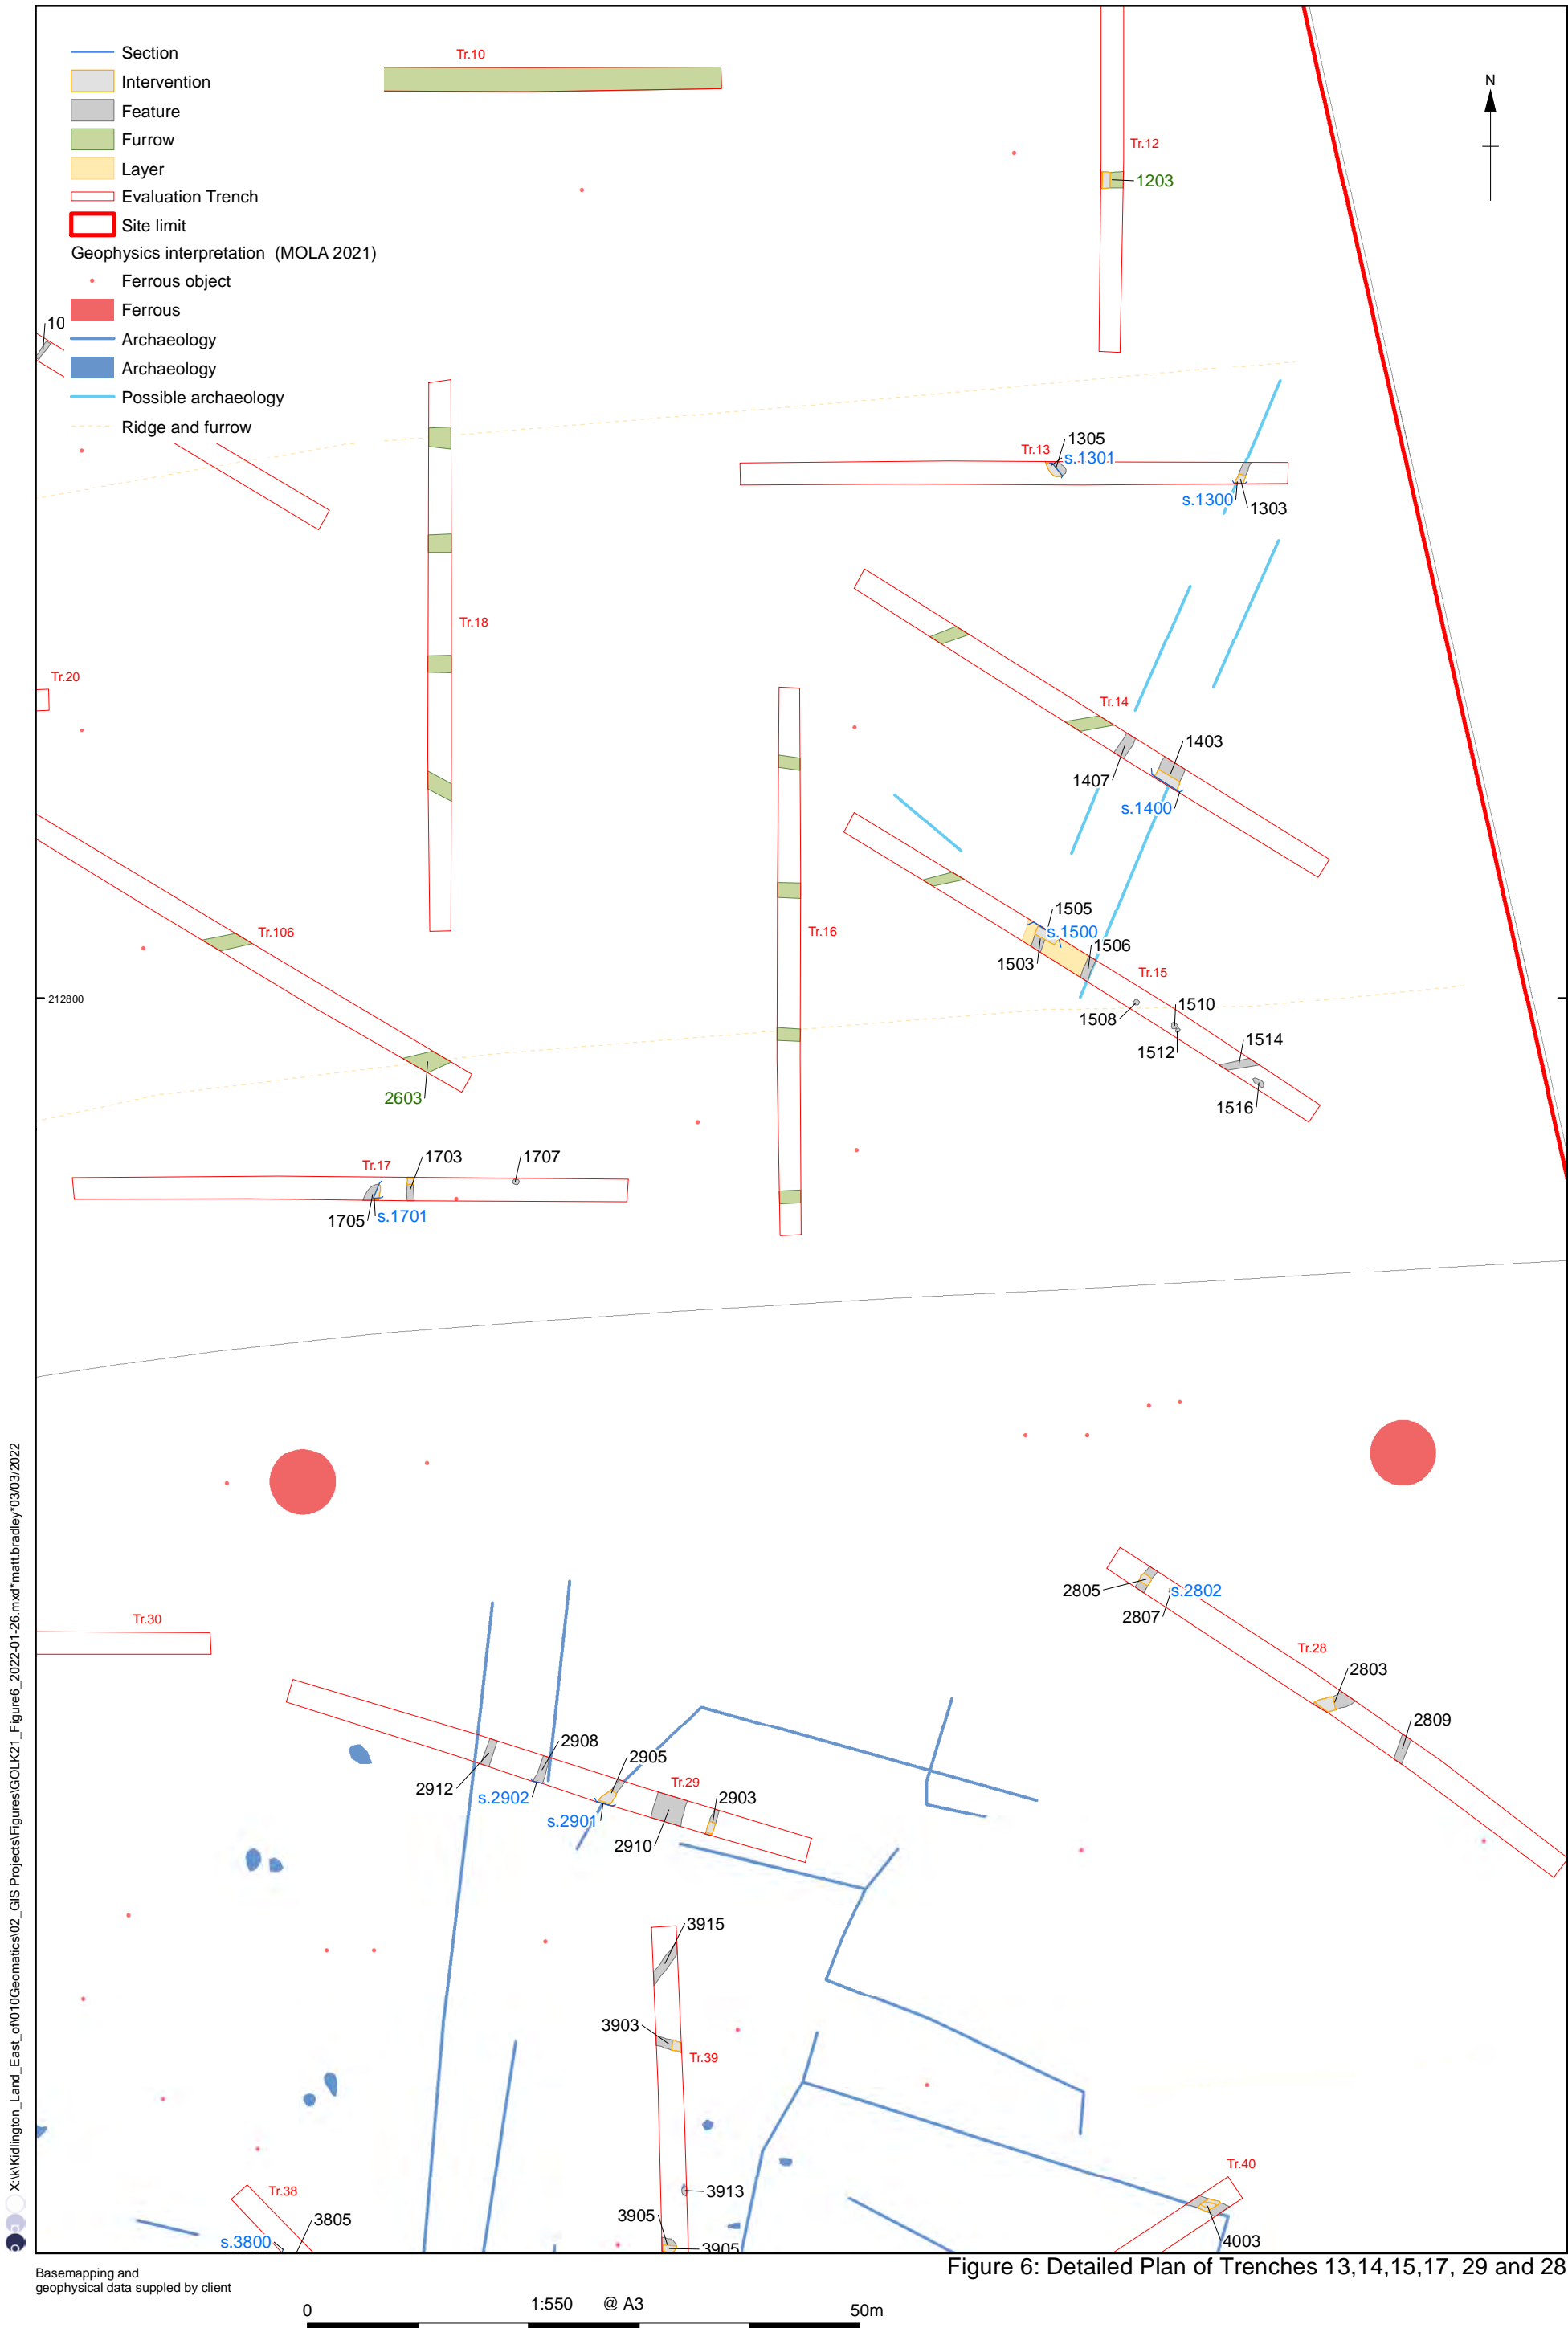 Section
Intervention
Feature
Furrow
Layer
Evaluation Trench
Site limit
Geophysics interpretation (MOLA 2021)
Ferrous object
Ferrous
Archaeology
Archaeology
Possible archaeology
Ridge and furrow
Tr.10
N
Tr.12
1203
10
1305
Tr.13
s.1301
s.1300
1303
Tr.18
Tr.20
Tr.14
1403
1407
s.1400
1505
s.1500
Tr.106
Tr.16
1506
1503
Tr.15
212800
1510
1508
1514
1512
2603
1516
1703
1707
Tr.17
1705
s.1701
2805
s.2802
2807
Tr.30
Tr.28
2803
2809
2908
2905
Tr.29
2912
s.2902
2903
s.2901
2910
3915
3903
Tr.39
Tr.40
Tr.38
3913
3805
3905
s.3800
3905
4003
X:\k\Kidlington_Land_East_of\010Geomatics\02_GIS Projects\Figures\GOLK21_Figure6_2022-01-26.mxd*matt.bradley*03/03/2022
Figure 6: Detailed Plan of Trenches 13,14,15,17, 29 and 28
Basemapping and
geophysical data suppled by client
0
1:550 @ A3
50m